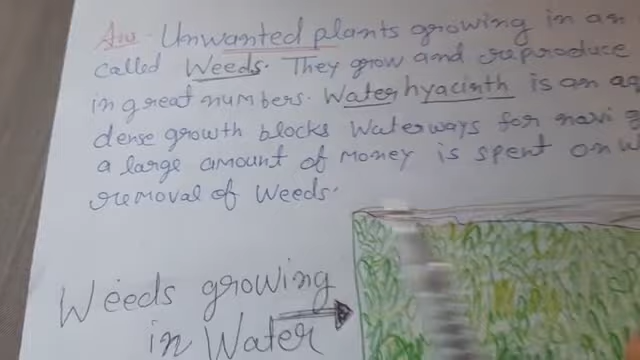 Ans- Unwanted plants growing in an
called Weeds. They grow and reproduce
in great numbers. Water hyacinth is an aq
dense growth blocks Waterways for navi
a large amount of money is spent on w
removal of Weeds.
Weeds growing
in Water